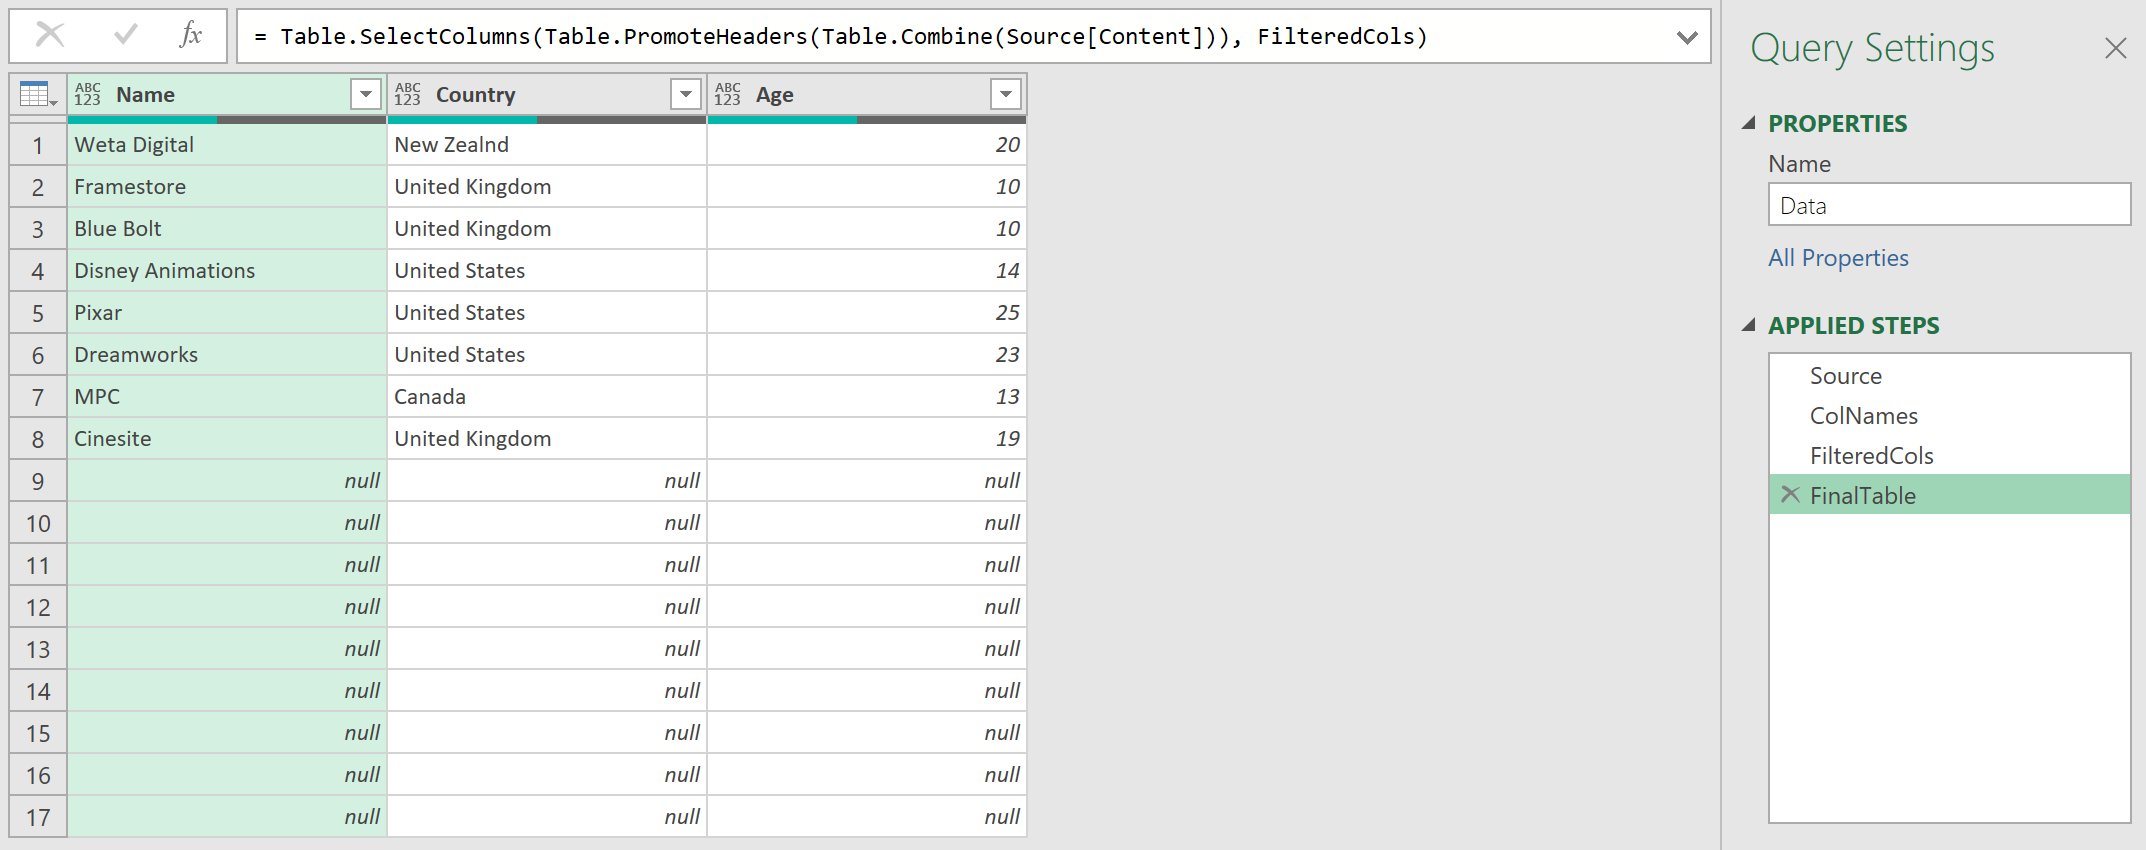 fx = Table.SelectColumns(Table.PromoteHeaders(Table.Combine(Source[Content])), FilteredCols)
ABC 123 Name ABC 123 Country ABC 123 Age
1 Weta Digital New Zealnd 20
2 Framestore United Kingdom 10
3 Blue Bolt United Kingdom 10
4 Disney Animations United States 14
5 Pixar United States 25
6 Dreamworks United States 23
7 MPC Canada 13
8 Cinesite United Kingdom 19
9 null null null
10 null null null
11 null null null
12 null null null
13 null null null
14 null null null
15 null null null
16 null null null
17 null null null
Query Settings
PROPERTIES
Name
Data
All Properties
APPLIED STEPS
Source
ColNames
FilteredCols
FinalTable